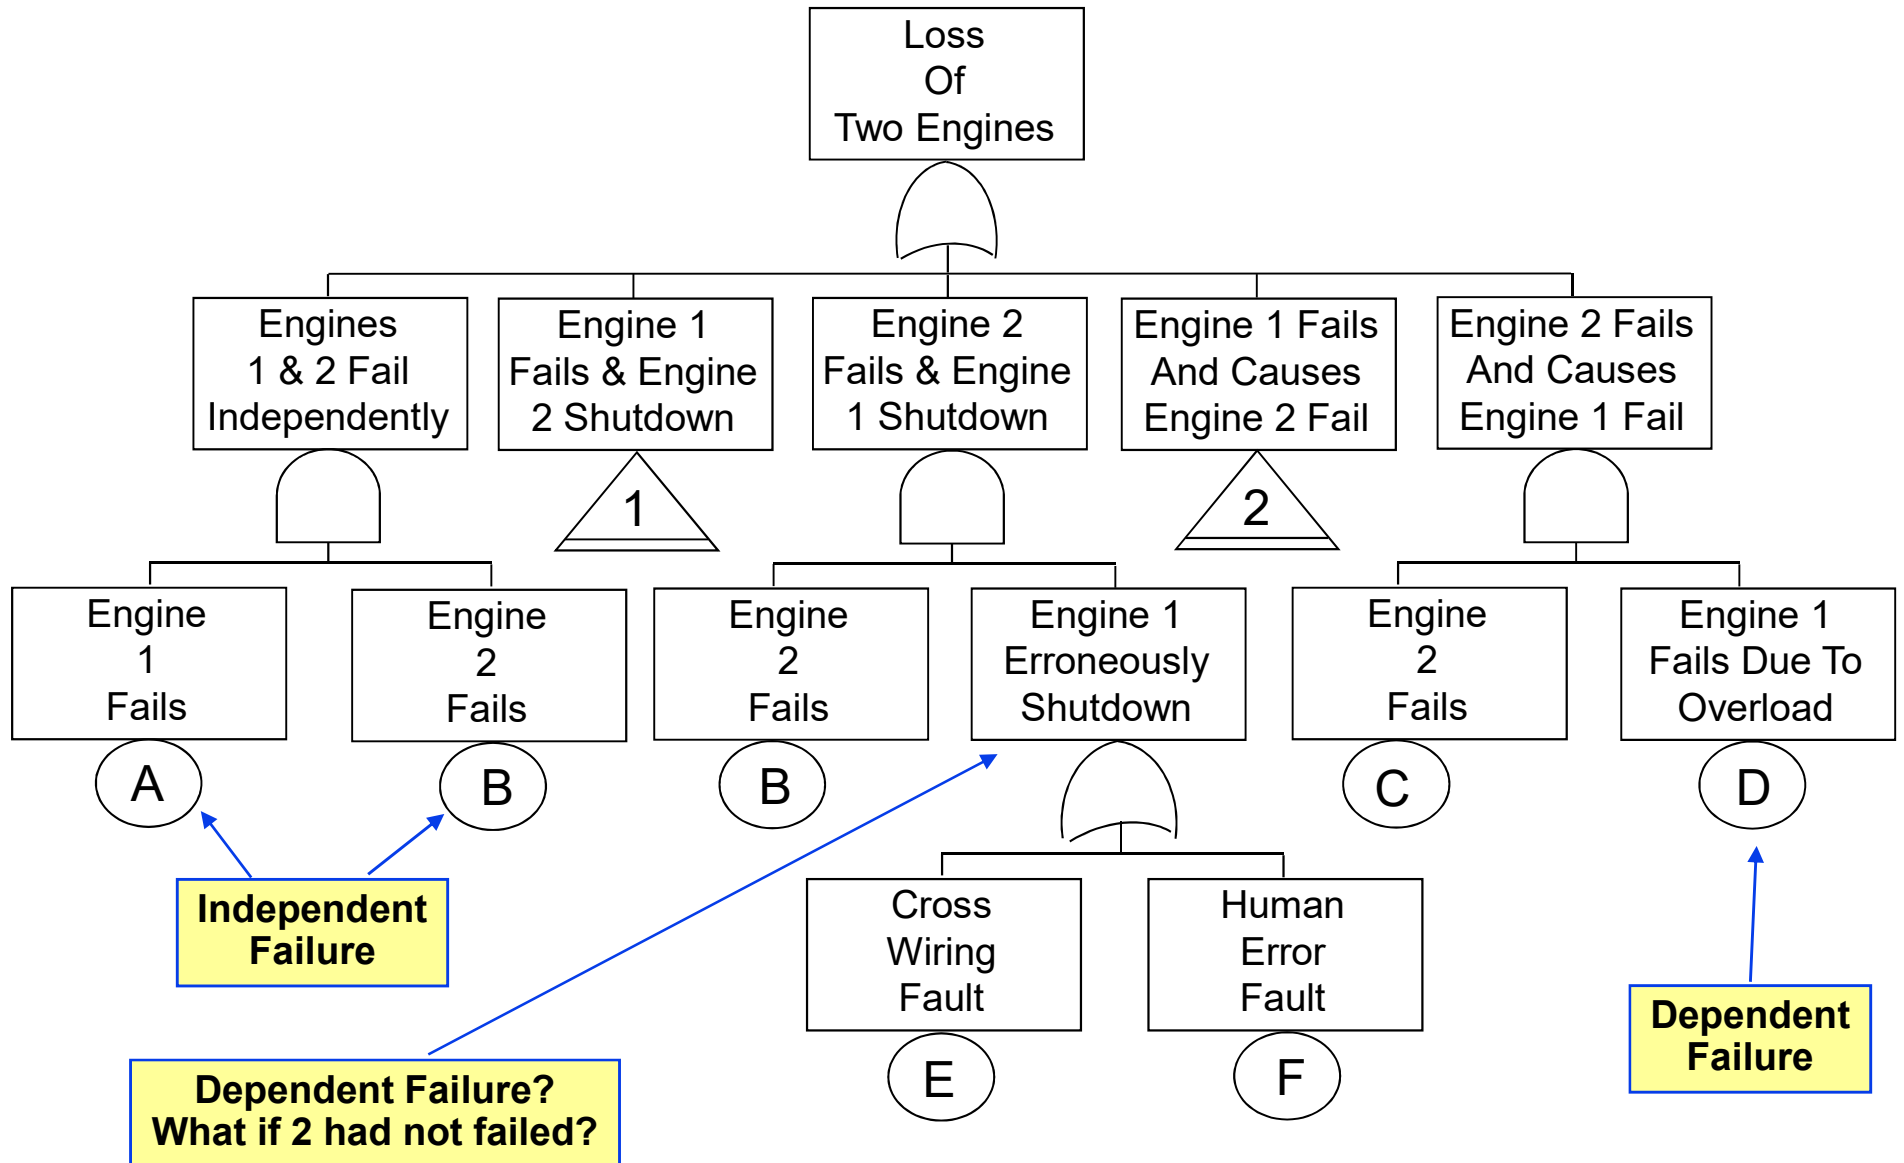 Loss
Of
Two Engines
Engines
1 & 2 Fail
Independently
Engine 1
Fails & Engine
2 Shutdown
Engine 2
Fails & Engine
1 Shutdown
Engine 1 Fails
And Causes
Engine 2 Fail
Engine 2 Fails
And Causes
Engine 1 Fail
1
2
Engine
1
Fails
Engine
2
Fails
Engine
2
Fails
Engine 1
Erroneously
Shutdown
Engine
2
Fails
Engine 1
Fails Due To
Overload
A
B
B
C
D
Independent
Failure
Cross
Wiring
Fault
Human
Error
Fault
Dependent
Failure
E
F
Dependent Failure?
What if 2 had not failed?